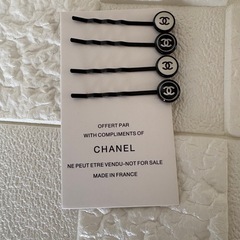 OFFERT PAR
WITH COMPLIMENTS OF
CHANEL
NE PEUT ETRE VENDU-NOT FOR SALE
MADE IN FRANCE